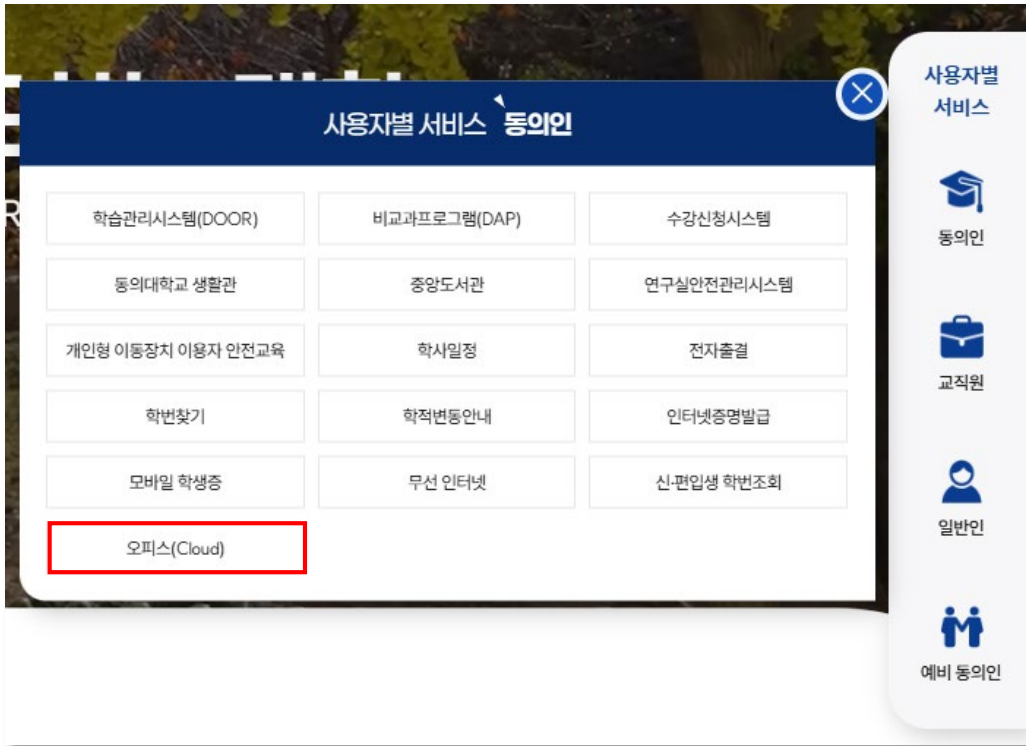 사용자별 서비스 동의인
학습관리시스템(DOOR)
비교과프로그램(DAP)
수강신청시스템
동의대학교 생활관
중앙도서관
연구실안전관리시스템
개인형 이동장치 이용자 안전교육
학사일정
전자출결
학번찾기
학적변동안내
인터넷증명발급
모바일 학생증
무선 인터넷
신·편입생 학번조회
오피스(Cloud)
사용자별
서비스
동의인
교직원
일반인
예비 동의인